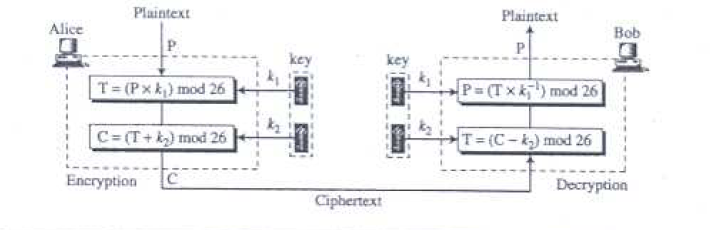 Plaintext
Alice
P
key
k₁
T = (P × k₁) mod 26
k₂
C = (T + k₂) mod 26
Encryption
C
Ciphertext
Plaintext
Bob
P
key
k₁
P = (T × k₁⁻¹) mod 26
k₂
T = (C − k₂) mod 26
Decryption